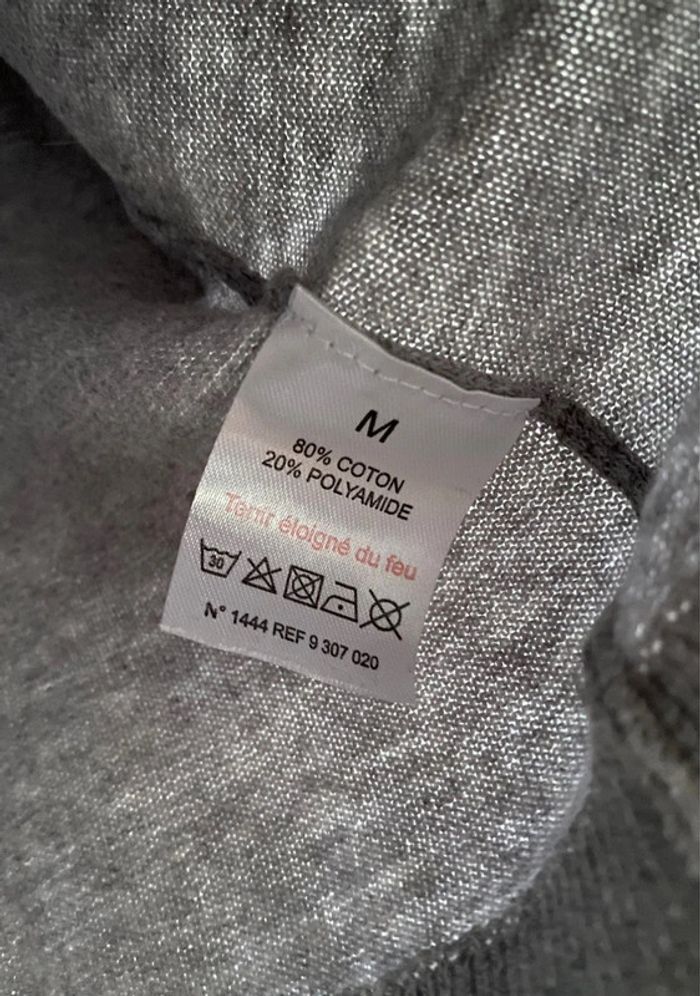 M
80% COTON
20% POLYAMIDE
Tenir éloigné du feu
30
N° 1444 REF 9 307 020